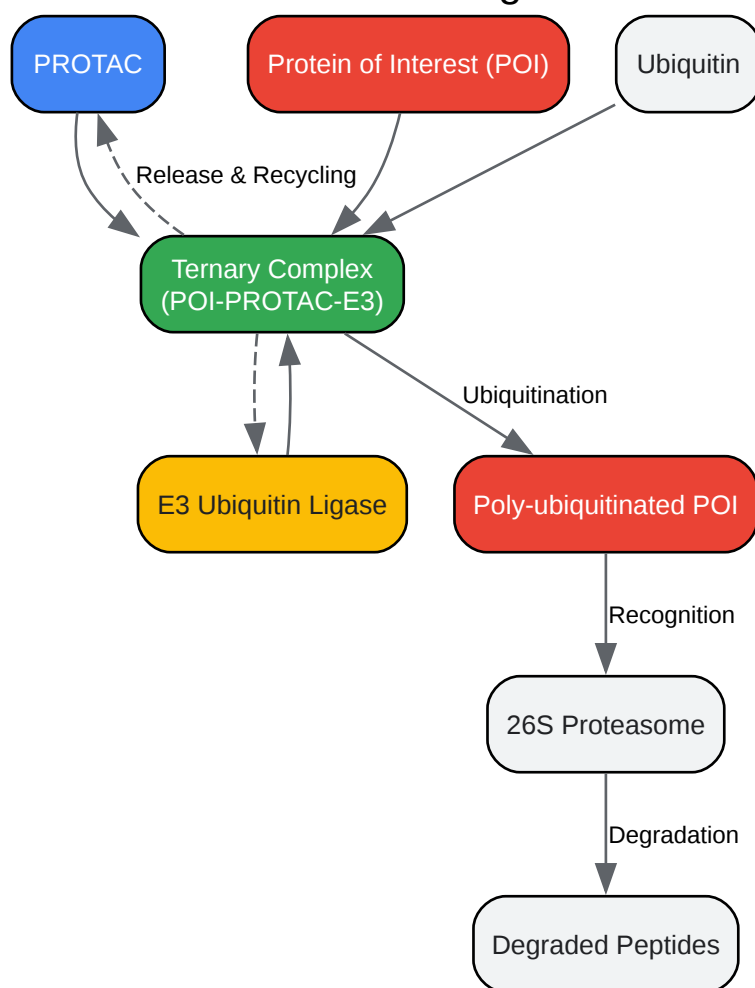 PROTAC
Protein of Interest (POI)
Ubiquitin
Release & Recycling
Ternary Complex
(POI-PROTAC-E3)
Ubiquitination
E3 Ubiquitin Ligase
Poly-ubiquitinated POI
Recognition
26S Proteasome
Degradation
Degraded Peptides